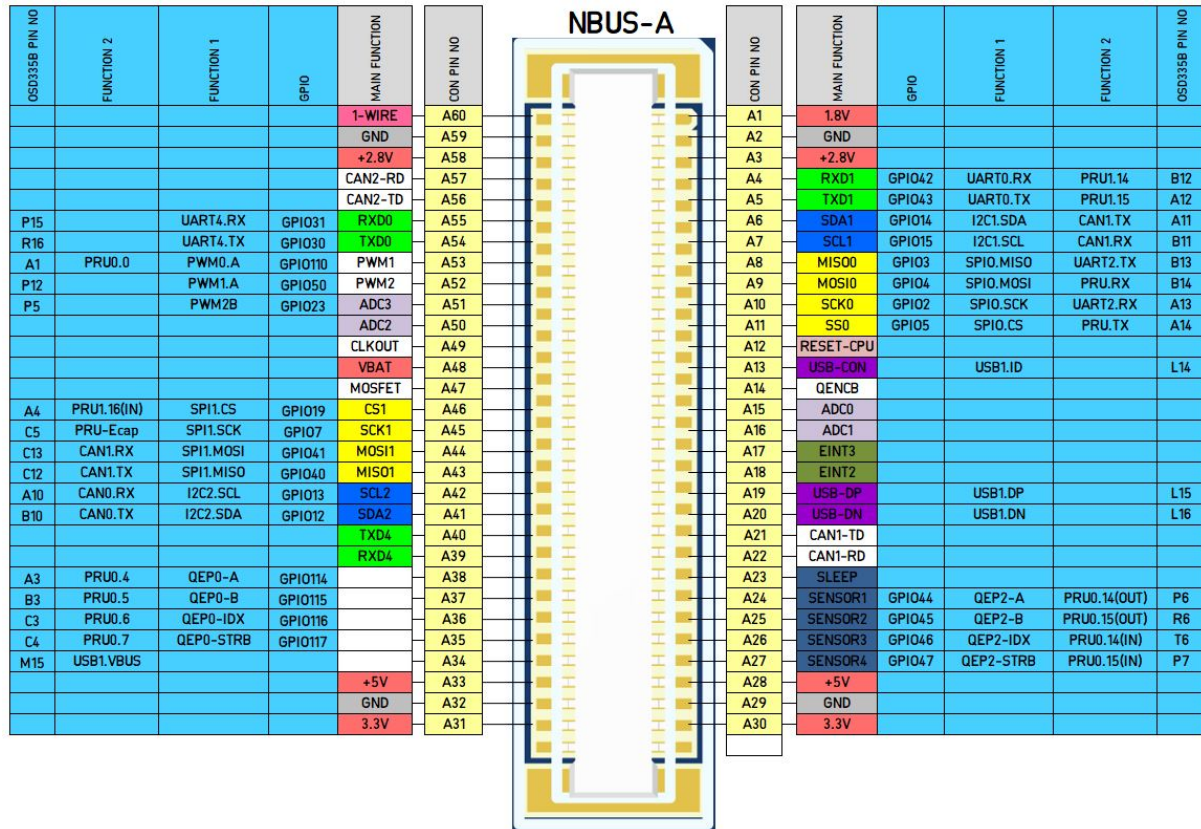 NBUS-A
OSD335B PIN NO FUNCTION 2 FUNCTION 1 GPIO MAIN FUNCTION CON PIN NO
1-WIRE A60
GND A59
+2.8V A58
CAN2-RD A57
CAN2-TD A56
P15 UART4.RX GPIO31 RXD0 A55
R16 UART4.TX GPIO30 TXD0 A54
A1 PRU0.0 PWM0.A GPIO110 PWM1 A53
P12 PWM1.A GPIO50 PWM2 A52
P5 PWM2B GPIO23 ADC3 A51
ADC2 A50
CLKOUT A49
VBAT A48
MOSFET A47
A4 PRU1.16(IN) SPI1.CS GPIO19 CS1 A46
C5 PRU-Ecap SPI1.SCK GPIO7 SCK1 A45
C13 CAN1.RX SPI1.MOSI GPIO41 MOSI1 A44
C12 CAN1.TX SPI1.MISO GPIO40 MISO1 A43
A10 CAN0.RX I2C2.SCL GPIO13 SCL2 A42
B10 CAN0.TX I2C2.SDA GPIO12 SDA2 A41
TXD4 A40
RXD4 A39
A3 PRU0.4 QEP0-A GPIO114 A38
B3 PRU0.5 QEP0-B GPIO115 A37
C3 PRU0.6 QEP0-IDX GPIO116 A36
C4 PRU0.7 QEP0-STRB GPIO117 A35
M15 USB1.VBUS A34
+5V A33
GND A32
3.3V A31
CON PIN NO MAIN FUNCTION GPIO FUNCTION 1 FUNCTION 2 OSD335B PIN NO
A1 1.8V
A2 GND
A3 +2.8V
A4 RXD1 GPIO42 UART0.RX PRU1.14 B12
A5 TXD1 GPIO43 UART0.TX PRU1.15 A12
A6 SDA1 GPIO14 I2C1.SDA CAN1.TX A11
A7 SCL1 GPIO15 I2C1.SCL CAN1.RX B11
A8 MISO0 GPIO3 SPI0.MISO UART2.TX B13
A9 MOSI0 GPIO4 SPI0.MOSI PRU.RX B14
A10 SCK0 GPIO2 SPI0.SCK UART2.RX A13
A11 SS0 GPIO5 SPI0.CS PRU.TX A14
A12 RESET-CPU
A13 USB-CON USB1.ID L14
A14 QENCB
A15 ADC0
A16 ADC1
A17 EINT3
A18 EINT2
A19 USB-DP USB1.DP L15
A20 USB-DN USB1.DN L16
A21 CAN1-TD
A22 CAN1-RD
A23 SLEEP
A24 SENSOR1 GPIO44 QEP2-A PRU0.14(OUT) P6
A25 SENSOR2 GPIO45 QEP2-B PRU0.15(OUT) R6
A26 SENSOR3 GPIO46 QEP2-IDX PRU0.14(IN) T6
A27 SENSOR4 GPIO47 QEP2-STRB PRU0.15(IN) P7
A28 +5V
A29 GND
A30 3.3V